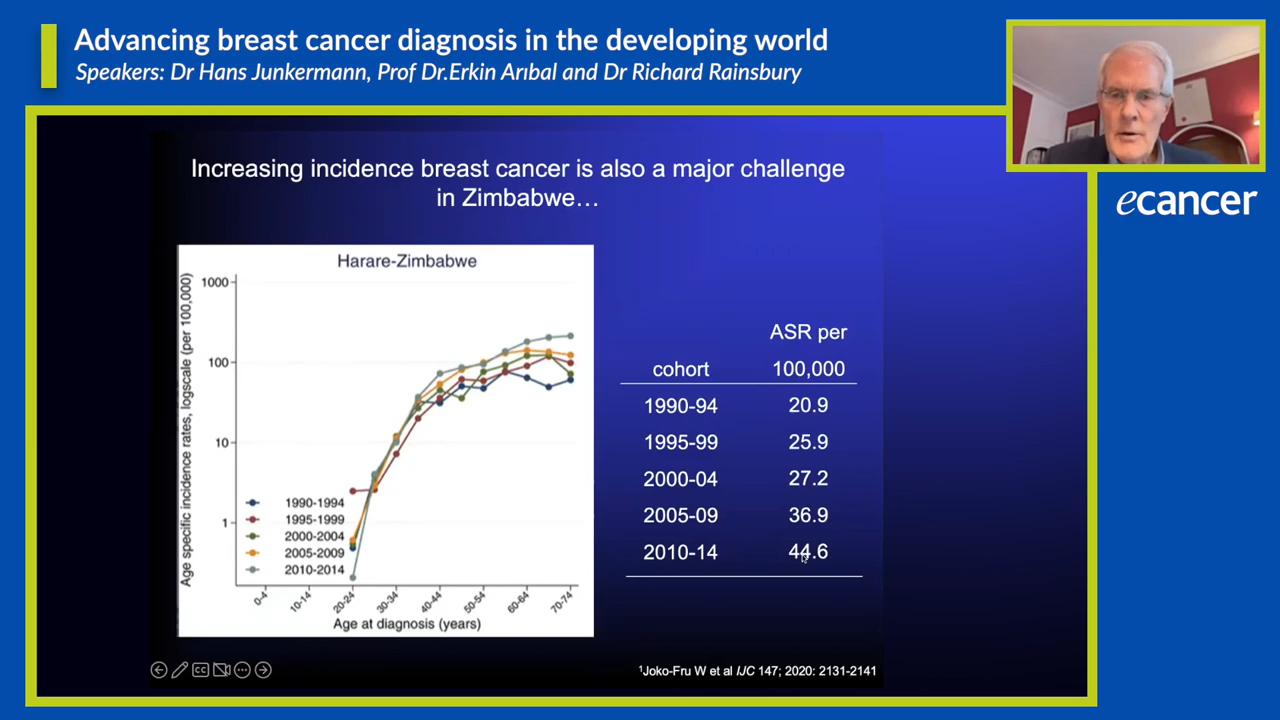 Advancing breast cancer diagnosis in the developing world
Speakers: Dr Hans Junkermann, Prof Dr.Erkin Arıbal and Dr Richard Rainsbury
ecancer
Increasing incidence breast cancer is also a major challenge
in Zimbabwe…
Harare-Zimbabwe
Age specific incidence rates, logscale (per 100,000)
1000
100
10
1
1990-1994
1995-1999
2000-2004
2005-2009
2010-2014
0-4
10-14
20-24
30-34
40-44
50-54
60-64
70-74
Age at diagnosis (years)
ASR per
cohort 100,000
1990-94 20.9
1995-99 25.9
2000-04 27.2
2005-09 36.9
2010-14 44.6
CC
1Joko-Fru W et al IJC 147; 2020: 2131-2141